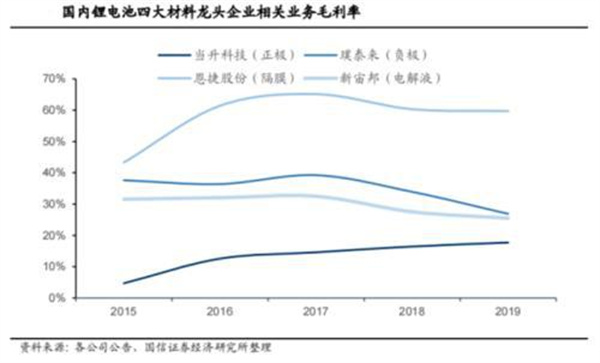 国内锂电池四大材料龙头企业相关业务毛利率
当升科技（正极） 璞泰来（负极）
恩捷股份（隔膜） 新宙邦（电解液）
70%
60%
50%
40%
30%
20%
10%
0%
2015 2016 2017 2018 2019
资料来源：各公司公告、国信证券经济研究所整理